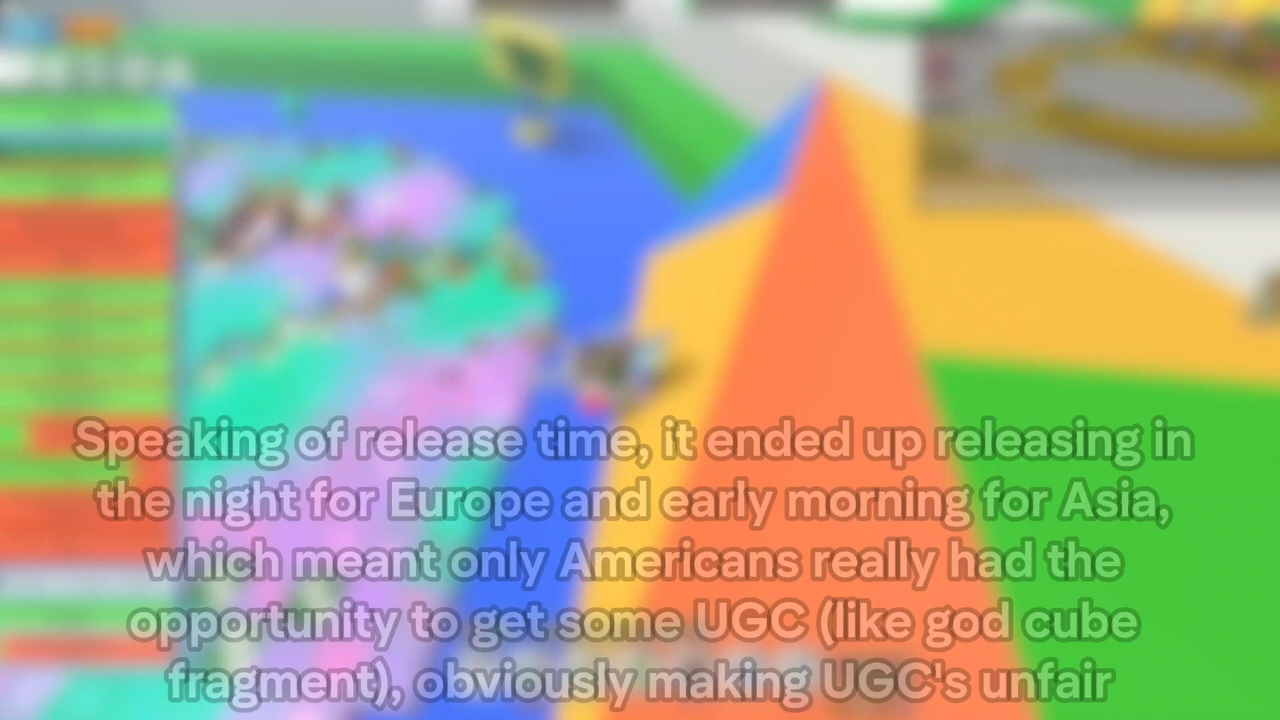 Speaking of release time, it ended up releasing in
the night for Europe and early morning for Asia,
which meant only Americans really had the
opportunity to get some UGC (like god cube
fragment), obviously making UGC's unfair